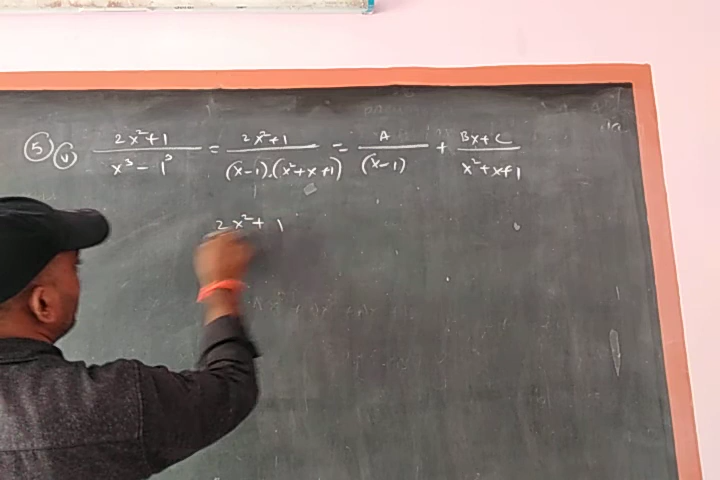 5 v (2x²+1)/(x³-1³) = (2x²+1)/((x-1).(x²+x+1)) = A/(x-1) + (Bx+C)/(x²+x+1)
2x²+1